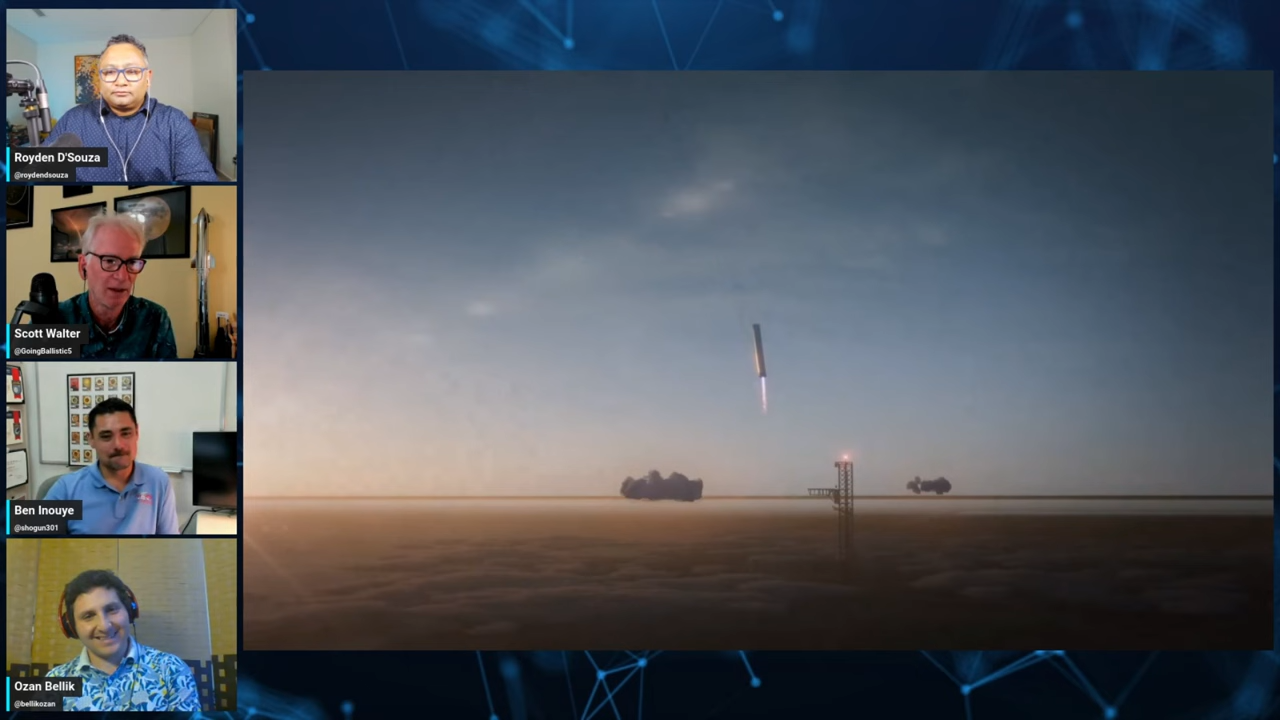 Royden D'Souza
@roydendsouza
Scott Walter
@GoingBallistic5
Ben Inouye
@shogun301
Ozan Bellik
@bellikozan